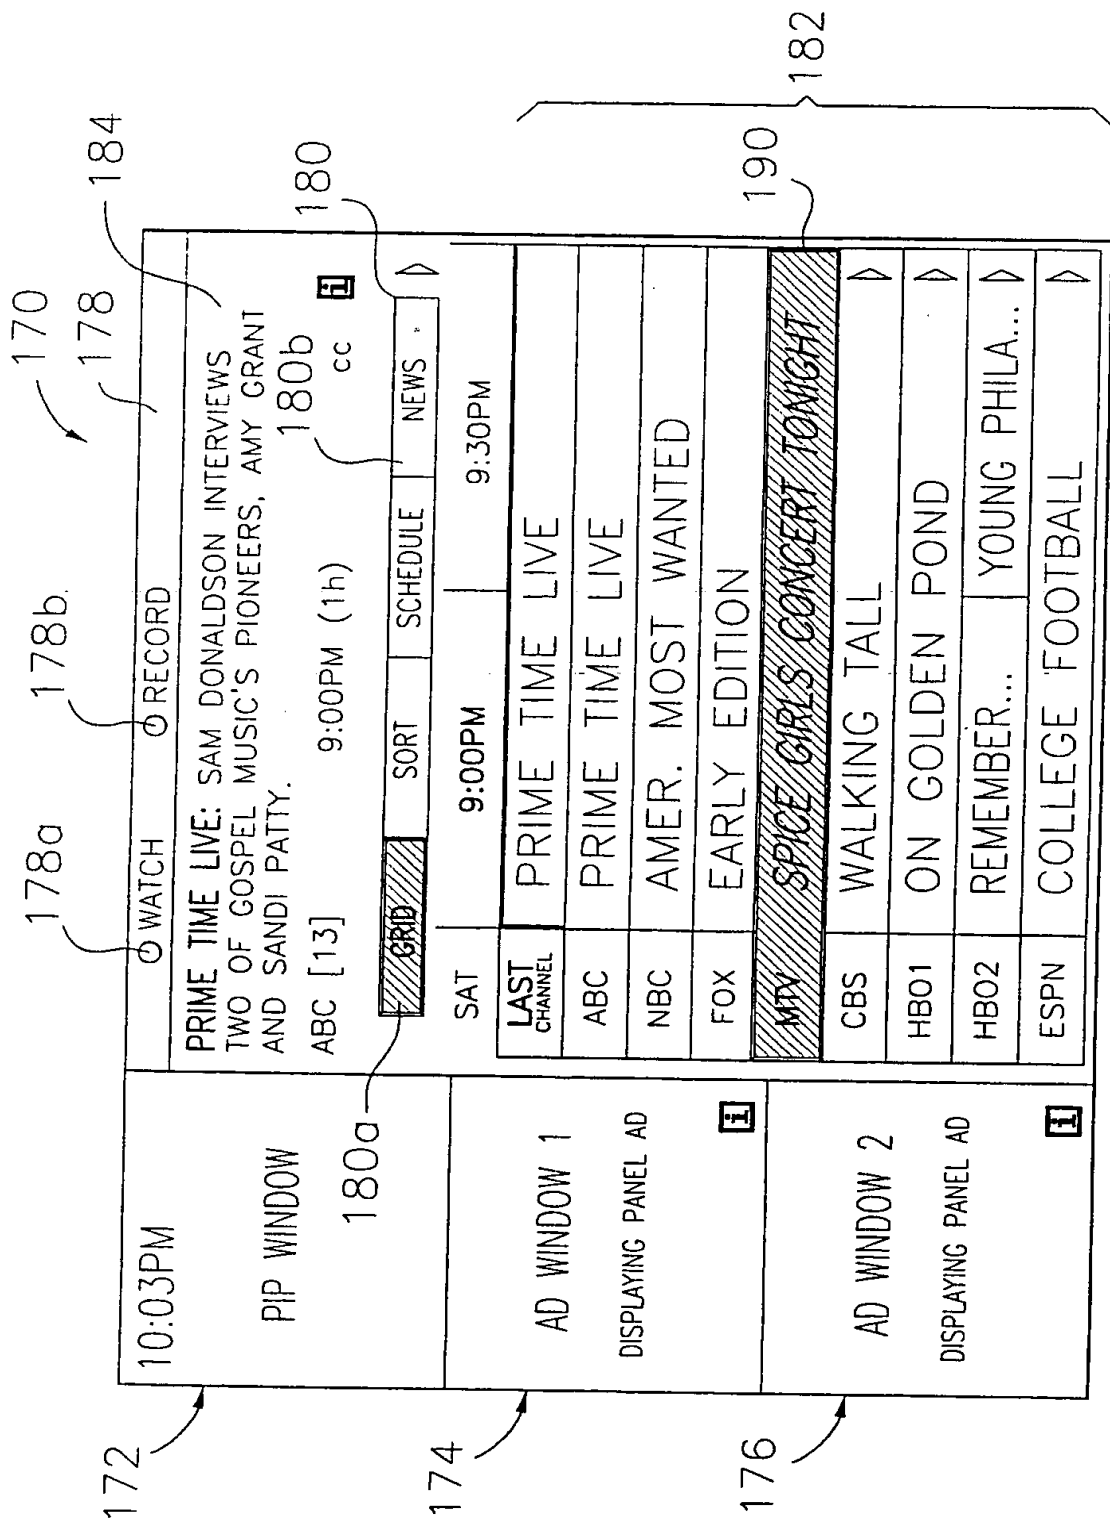 170
178a
178b.
178
184
172
10:03PM
PIP WINDOW
WATCH
RECORD
PRIME TIME LIVE: SAM DONALDSON INTERVIEWS
TWO OF GOSPEL MUSIC'S PIONEERS, AMY GRANT
AND SANDI PATTY.
ABC [13]
9:00PM (1h)
cc
i
180
180b
180a
GRID
SORT
SCHEDULE
NEWS
174
AD WINDOW 1
DISPLAYING PANEL AD
i
176
AD WINDOW 2
DISPLAYING PANEL AD
i
SAT
9:00PM
9:30PM
LAST
CHANNEL
PRIME TIME LIVE
ABC
PRIME TIME LIVE
NBC
AMER. MOST WANTED
FOX
EARLY EDITION
190
MTV
SPICE GIRLS CONCERT TONIGHT
CBS
WALKING TALL
HBO1
ON GOLDEN POND
HBO2
REMEMBER...
YOUNG PHILA...
ESPN
COLLEGE FOOTBALL
182